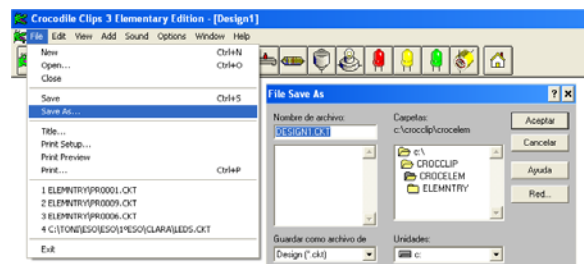 Crocodile Clips 3 Elementary Edition - [Design1]
File Edit View Add Sound Options Window Help
New Ctrl+N
Open... Ctrl+O
Close
Save Ctrl+S
Save As...
Title...
Print Setup...
Print Preview
Print... Ctrl+P
1 ELEMNTRY\PR0001.CKT
2 ELEMNTRY\PR0009.CKT
3 ELEMNTRY\PR0006.CKT
4 C:\TONI\ESO\ESO\1ºESO\CLARA\LEDS.CKT
Exit
File Save As
Nombre de archivo:
DESIGN1.CKT
Carpetas:
c:\crocclip\crocelem
c:\
CROCCLIP
CROCELEM
ELEMNTRY
Aceptar
Cancelar
Ayuda
Red...
Guardar como archivo de
Design (*.ckt)
Unidades:
c: